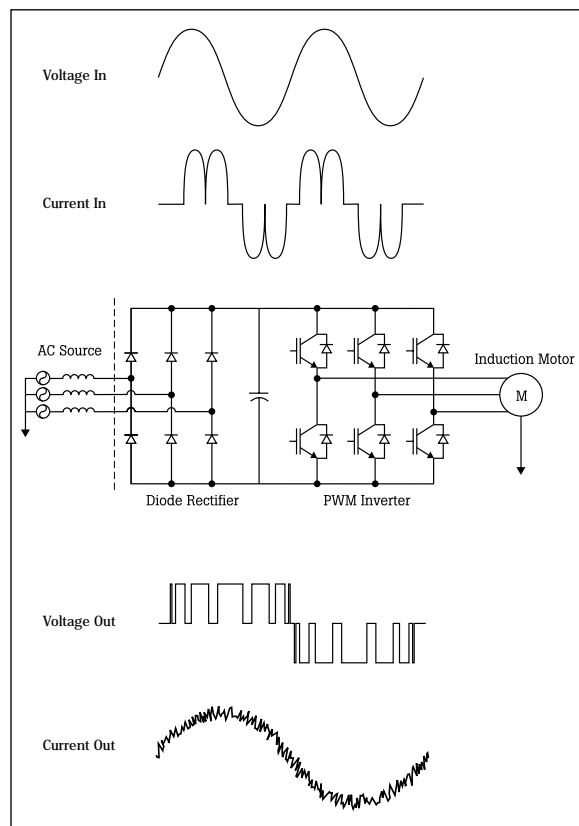 Voltage In
Current In
AC Source
Induction Motor
M
Diode Rectifier
PWM Inverter
Voltage Out
Current Out